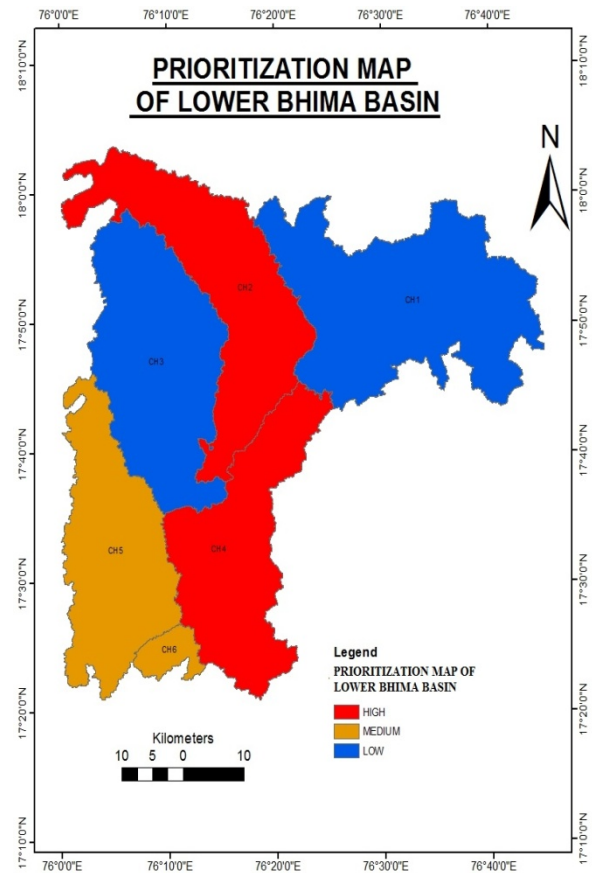 76°0'0"E 76°10'0"E 76°20'0"E 76°30'0"E 76°40'0"E
PRIORITIZATION MAP
OF LOWER BHIMA BASIN
N
18°10'0"N 18°10'0"N
18°0'0"N 18°0'0"N
CH2
CH1
17°50'0"N 17°50'0"N
CH3
17°40'0"N 17°40'0"N
CH5
CH4
17°30'0"N 17°30'0"N
CH6
Legend
PRIORITIZATION MAP OF
LOWER BHIMA BASIN
HIGH
MEDIUM
LOW
17°20'0"N 17°20'0"N
Kilometers
10 5 0 10
17°10'0"N 17°10'0"N
76°0'0"E 76°10'0"E 76°20'0"E 76°30'0"E 76°40'0"E